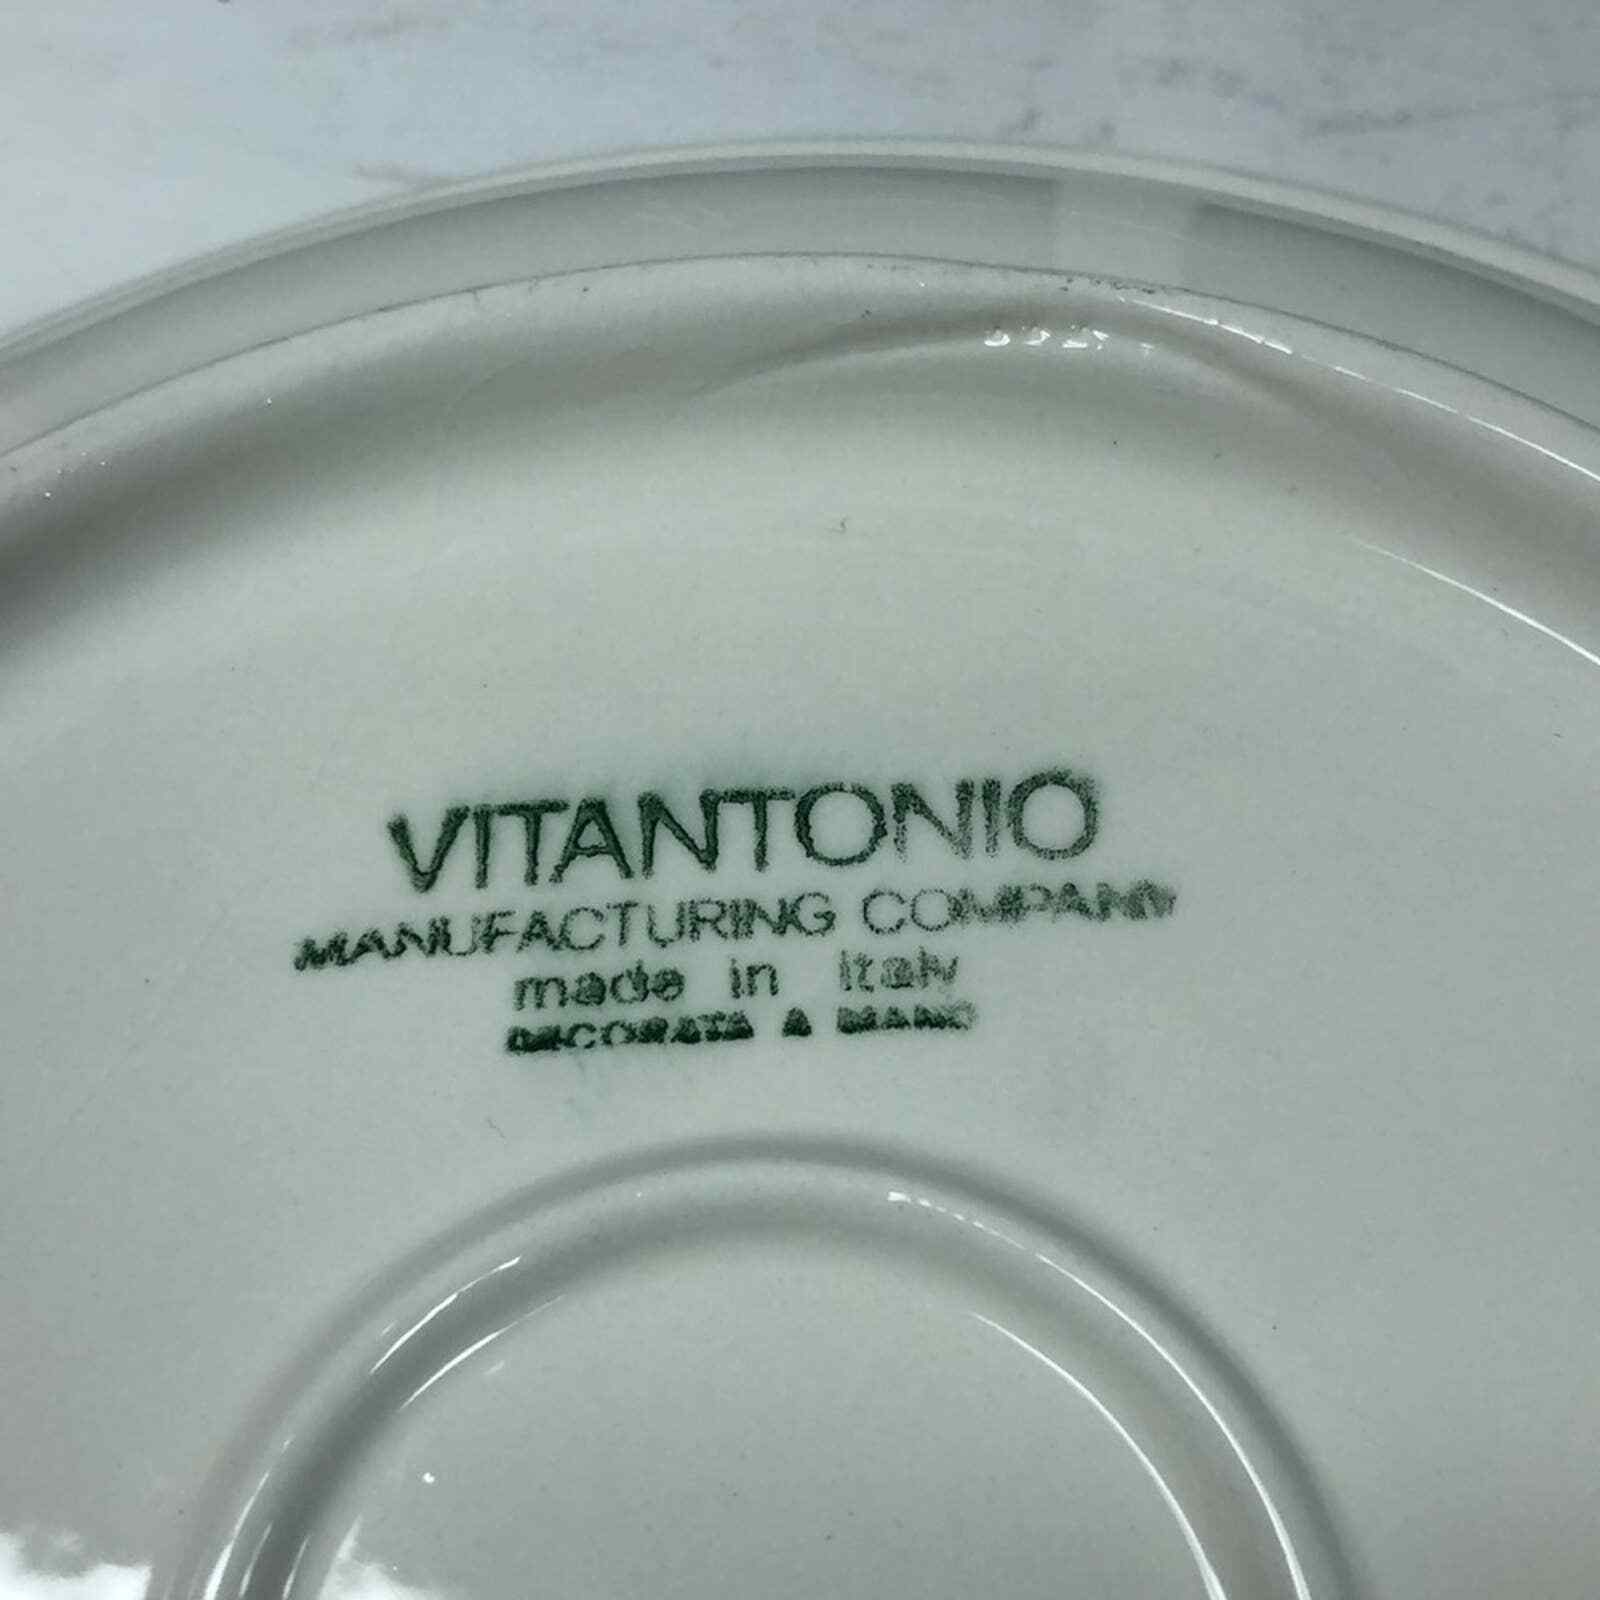 VITANTONIO
MANUFACTURING COMPANY
made in Italy
DECORATA A MANO